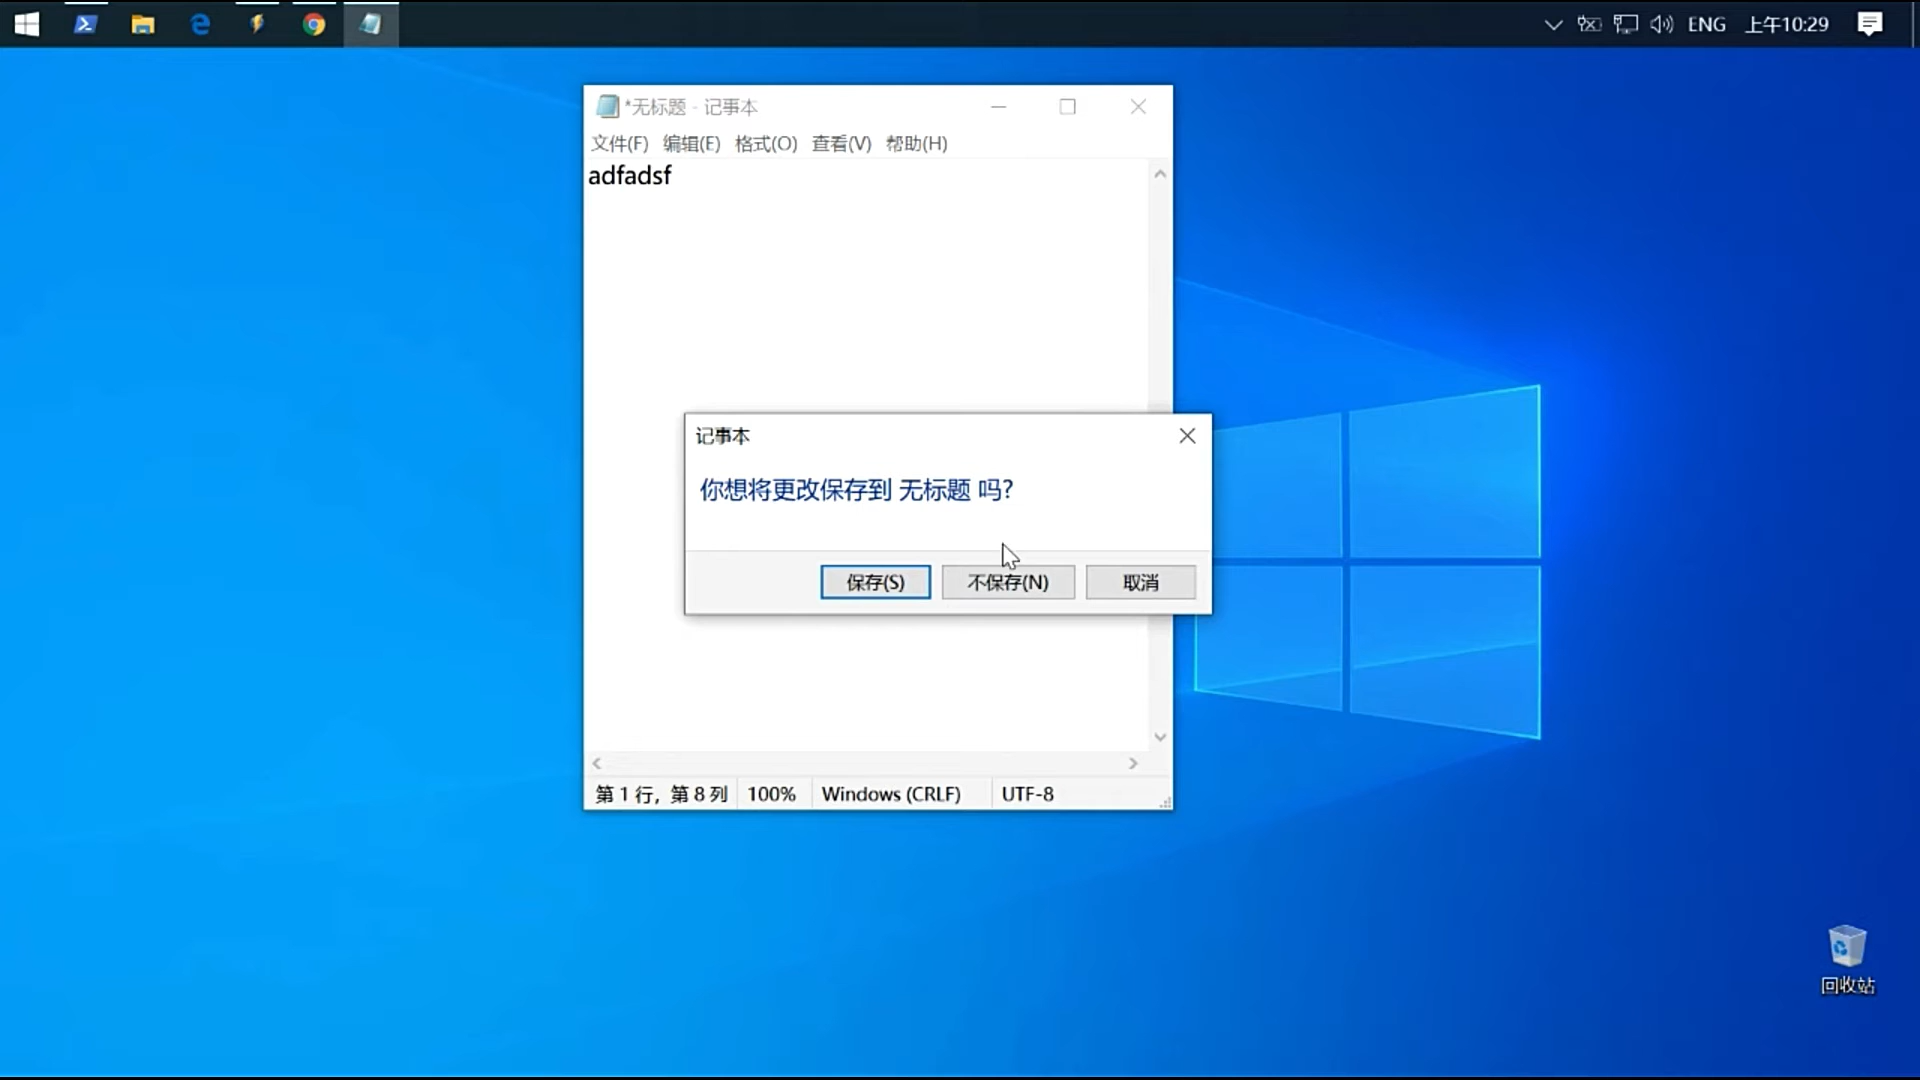 ENG 上午10:29
*无标题 - 记事本
文件(F) 编辑(E) 格式(O) 查看(V) 帮助(H)
adfadsf
记事本
你想将更改保存到 无标题 吗?
保存(S) 不保存(N) 取消
第 1 行，第 8 列 100% Windows (CRLF) UTF-8
回收站